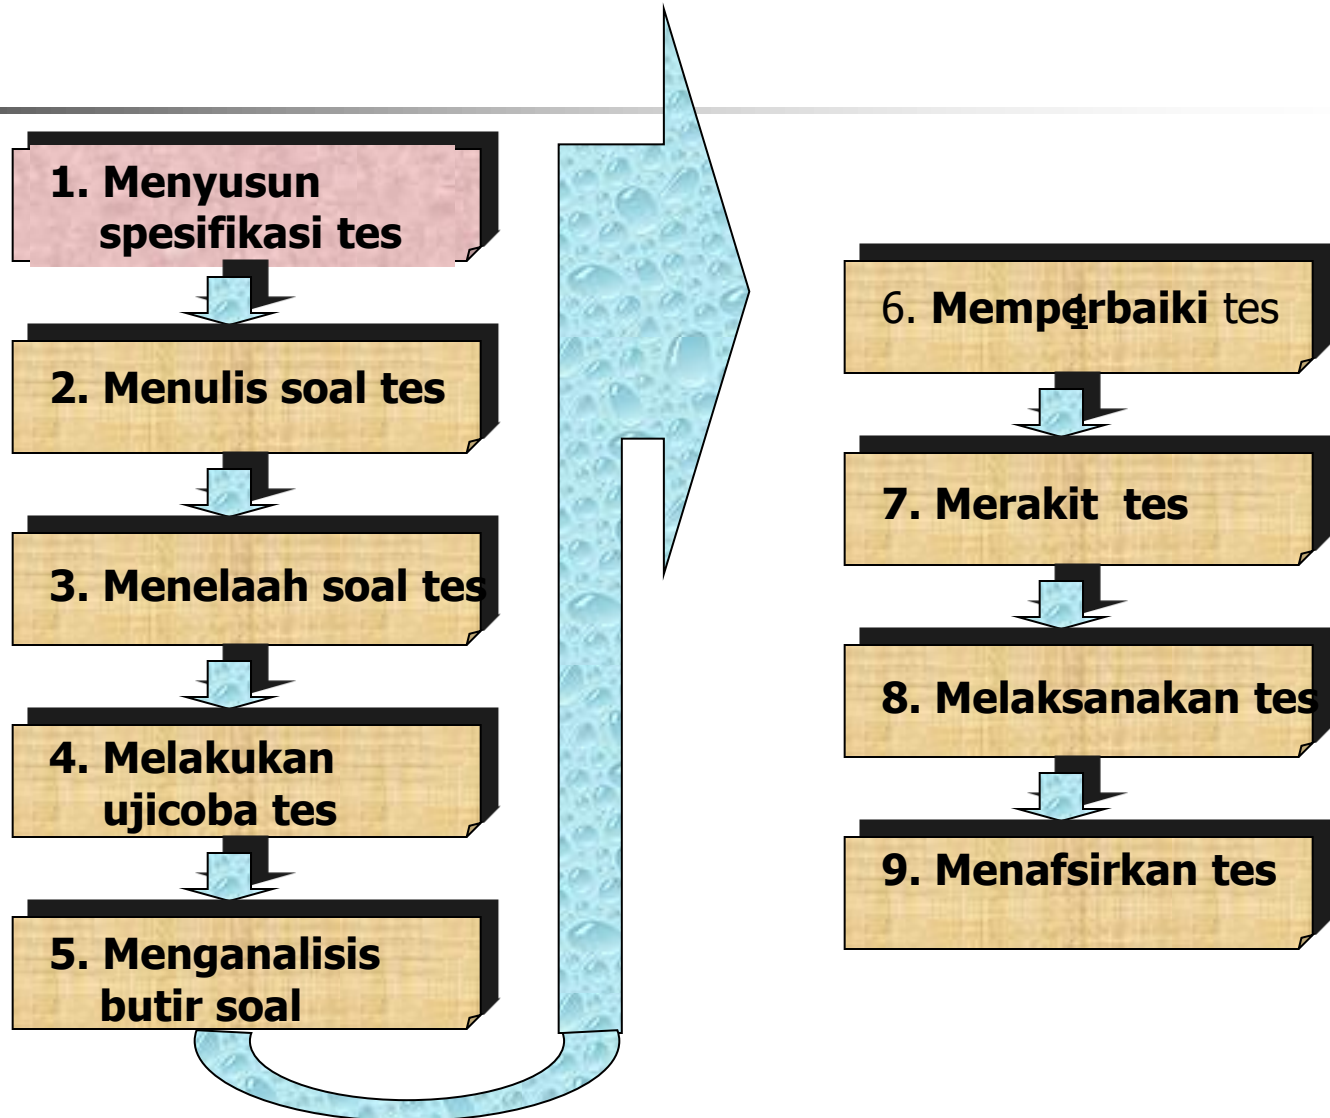 1. Menyusun
spesifikasi tes
2. Menulis soal tes
3. Menelaah soal tes
4. Melakukan
ujicoba tes
5. Menganalisis
butir soal
6. Memperbaiki tes
1
7. Merakit tes
8. Melaksanakan tes
9. Menafsirkan tes